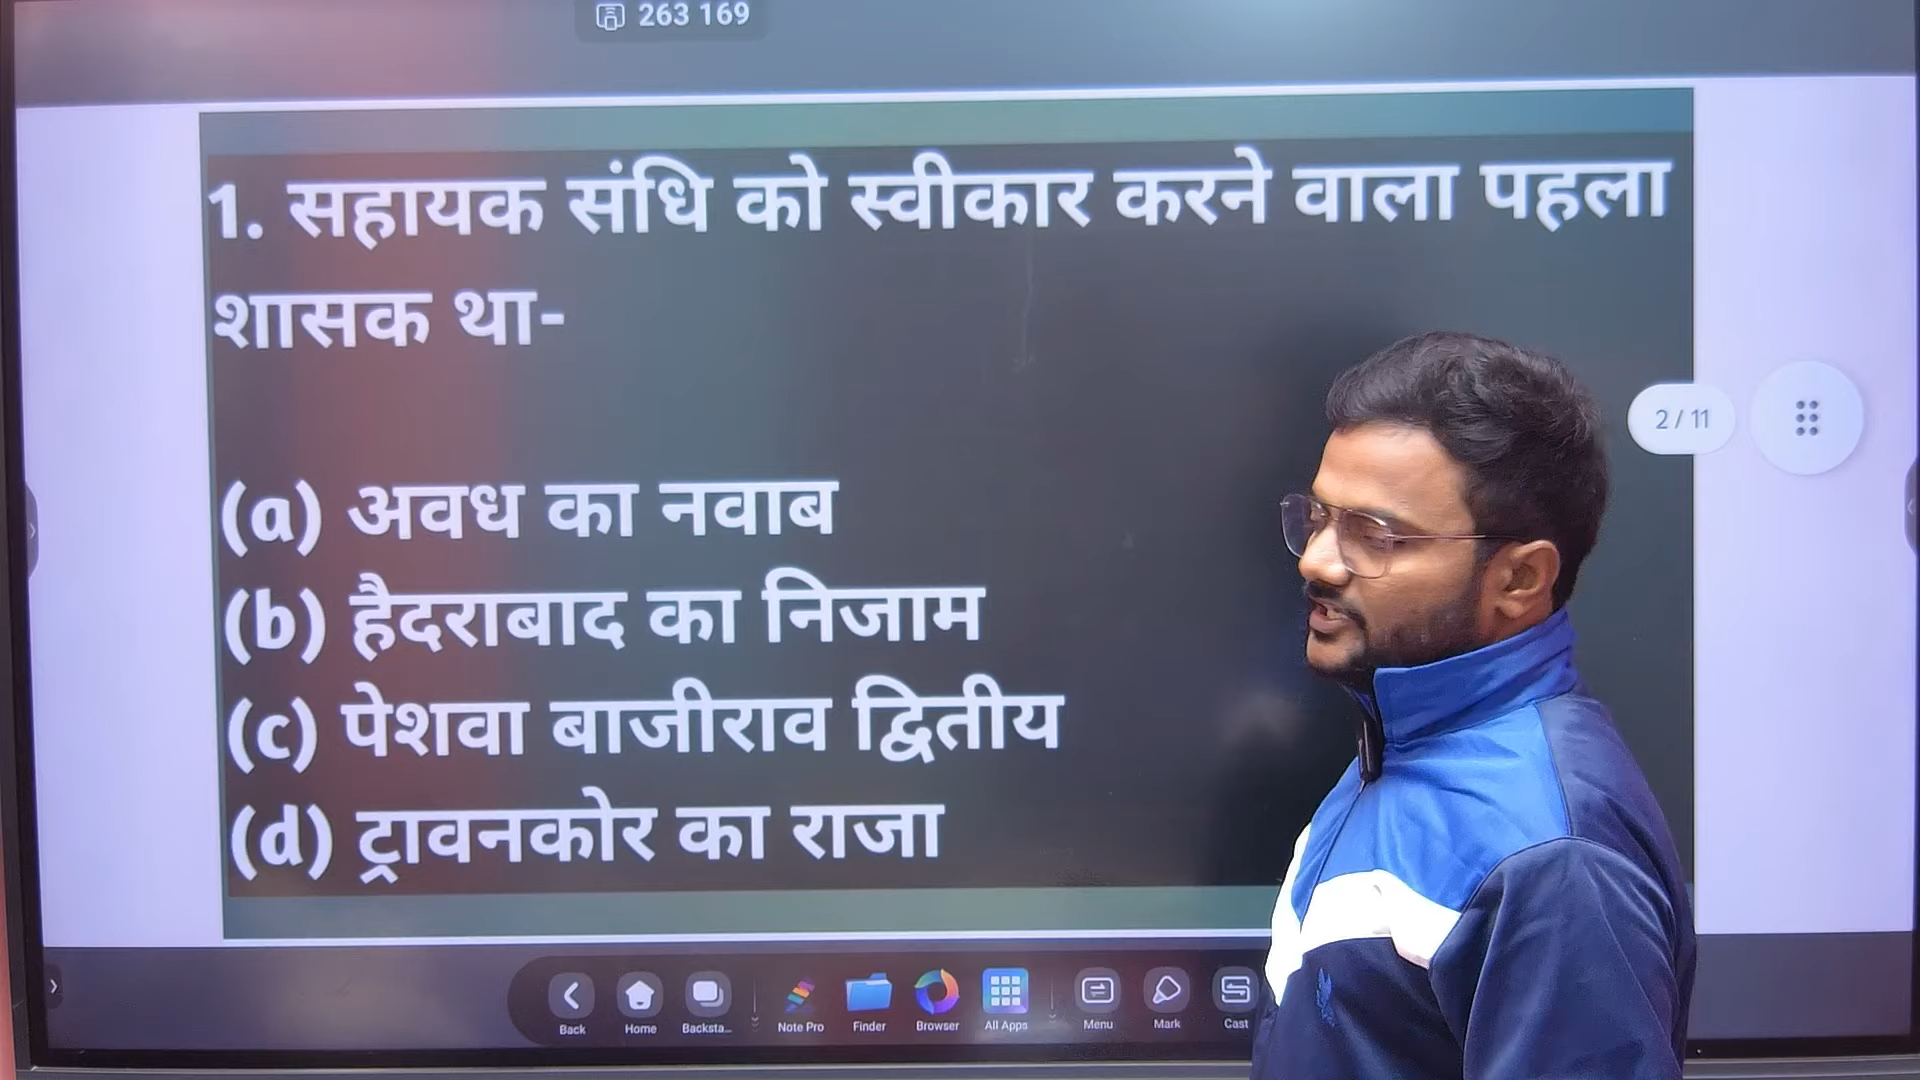 263 169
1. सहायक संधि को स्वीकार करने वाला पहला
शासक था-
2 / 11
(a) अवध का नवाब
(b) हैदराबाद का निजाम
(c) पेशवा बाजीराव द्वितीय
(d) ट्रावनकोर का राजा
Back Home Backsta... Note Pro Finder Browser All Apps Menu Mark Cast